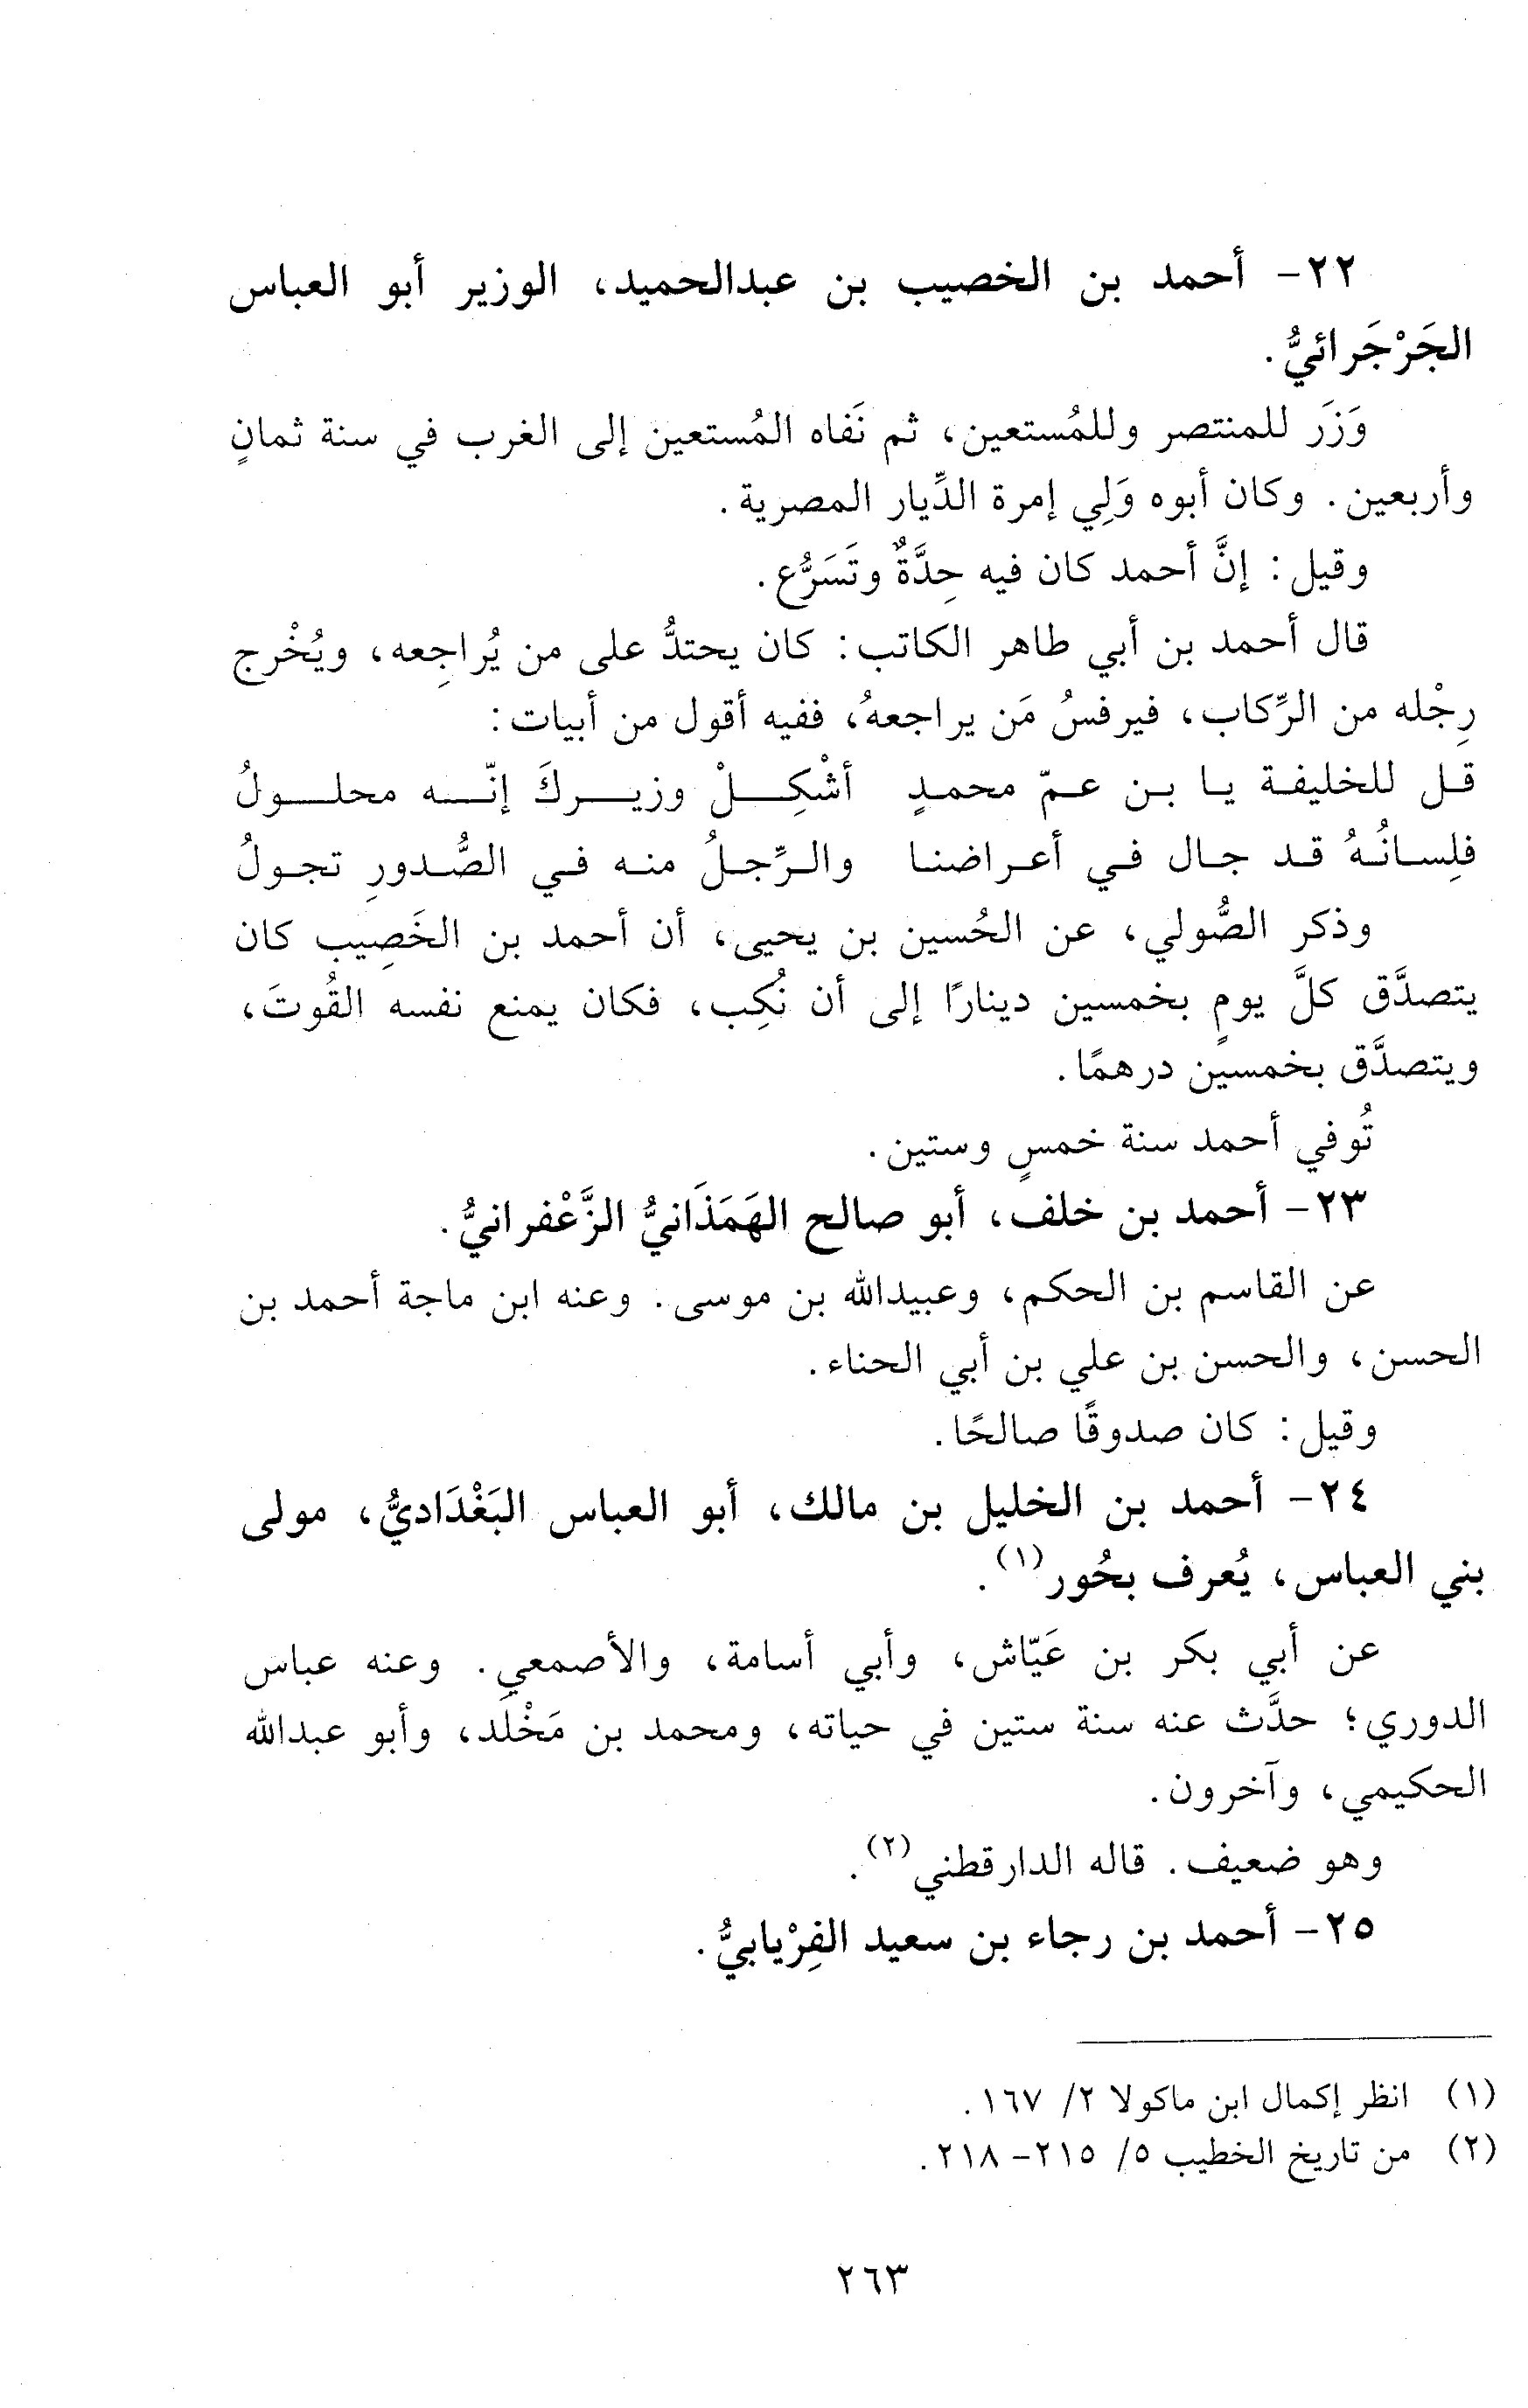 ٢٢- أحمد بن الخصيب بن عبدالحميد، الوزير أبو العباس
الجَرْجَرائيُّ.
وَزَر للمنتصر وللمُستعين، ثم نَفاه المُستعين إلى الغرب في سنة ثمانٍ
وأربعين. وكان أبوه وَلِي إمرة الدِّيار المصرية.
وقيل: إنَّ أحمد كان فيه حِدَّةٌ وتَسَرُّع.
قال أحمد بن أبي طاهر الكاتب: كان يحتدُّ على من يُراجِعه، ويُخْرج
رِجْله من الرِّكاب، فيرفسُ مَن يراجعهُ، ففيه أقول من أبيات:
قل للخليفة يا بن عمّ محمدٍ أشْكِلْ وزيركَ إنّه محلولُ
فلِسانُهُ قد جال في أعراضنا والرِّجلُ منه في الصُّدورِ تجولُ
وذكر الصُّولي، عن الحُسين بن يحيى، أن أحمد بن الخَصِيب كان
يتصدَّق كلَّ يومٍ بخمسين دينارًا إلى أن نُكِب، فكان يمنع نفسه القُوتَ،
ويتصدَّق بخمسين درهمًا.
تُوفي أحمد سنة خمسٍ وستين.
٢٣- أحمد بن خلف، أبو صالح الهَمَذَانيُّ الزَّعْفرانيُّ.
عن القاسم بن الحكم، وعبيدالله بن موسى. وعنه ابن ماجة أحمد بن
الحسن، والحسن بن علي بن أبي الحناء.
وقيل: كان صدوقًا صالحًا.
٢٤- أحمد بن الخليل بن مالك، أبو العباس البَغْدَاديُّ، مولى
بني العباس، يُعرف بحُور(١).
عن أبي بكر بن عَيّاش، وأبي أسامة، والأصمعي. وعنه عباس
الدوري؛ حدَّث عنه سنة ستين في حياته، ومحمد بن مَخْلَد، وأبو عبدالله
الحكيمي، وآخرون.
وهو ضعيف. قاله الدارقطني(٢).
٢٥- أحمد بن رجاء بن سعيد الفِرْيابيُّ.
(١) انظر إكمال ابن ماكولا ٢/ ١٦٧.
(٢) من تاريخ الخطيب ٥/ ٢١٥- ٢١٨.
٢٦٣